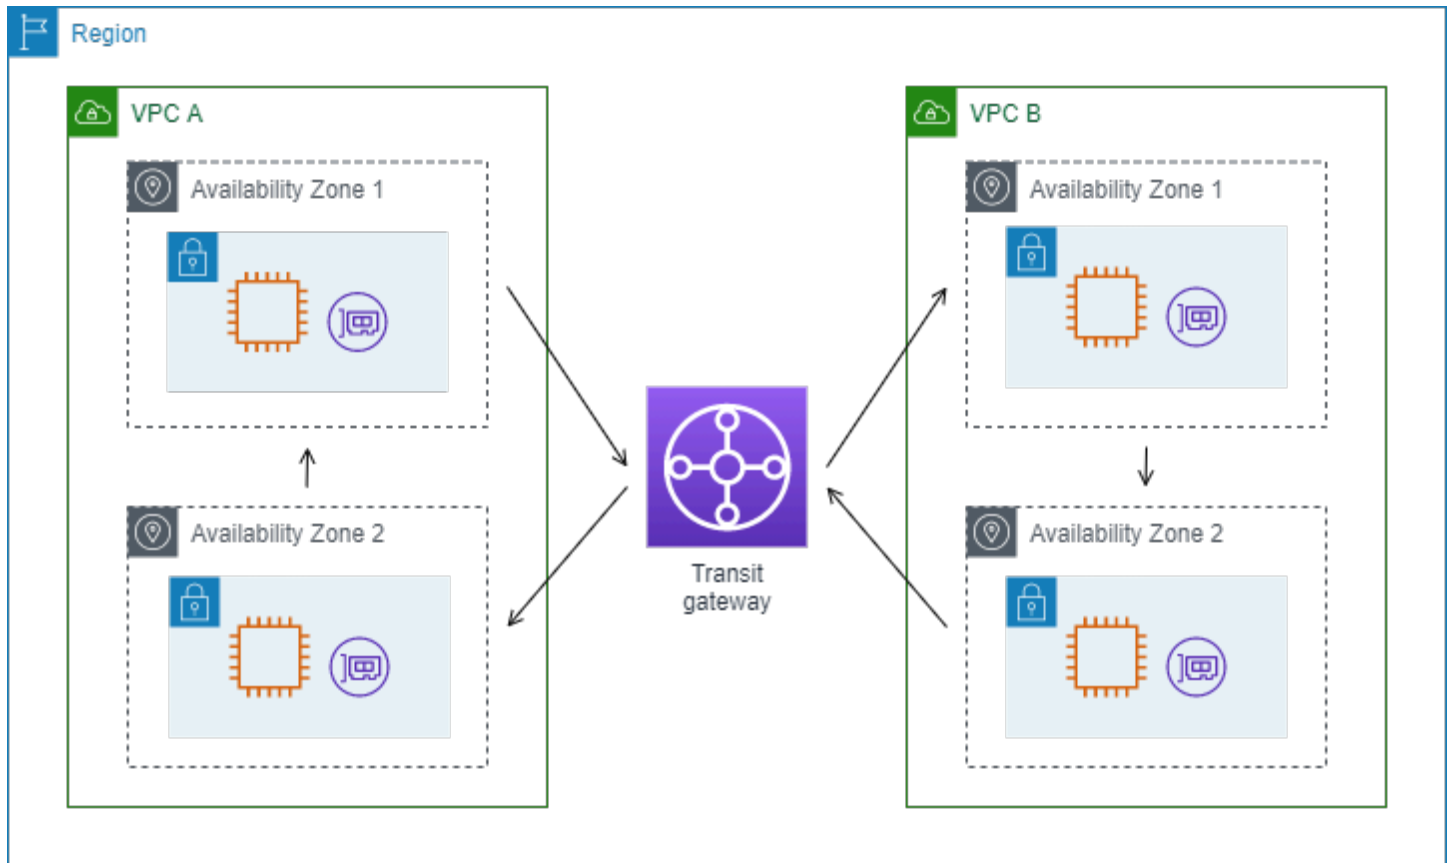 Region
VPC A
VPC B
Availability Zone 1
Availability Zone 1
Availability Zone 2
Availability Zone 2
Transit
gateway